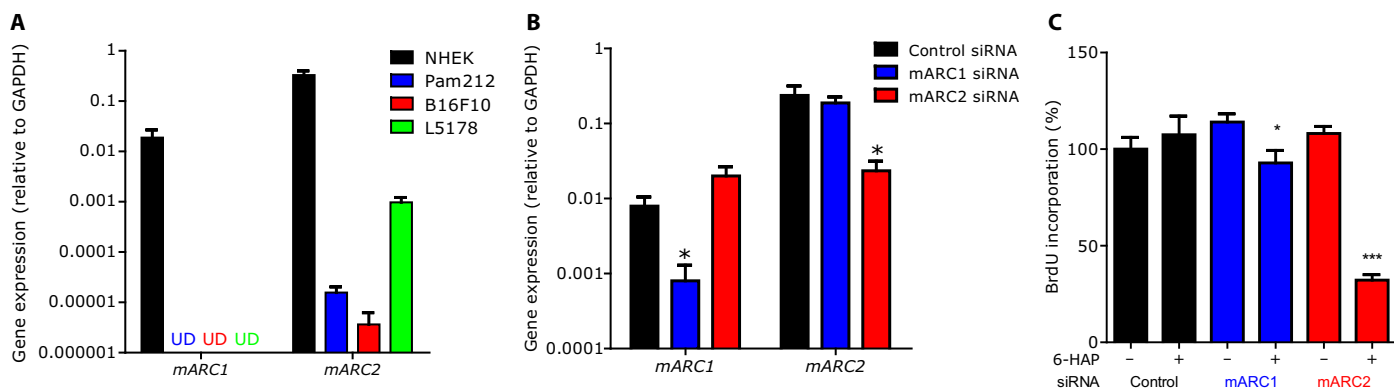 A
Gene expression (relative to GAPDH)
1
0.1
0.01
0.001
0.0001
0.00001
0.000001
NHEK
Pam212
B16F10
L5178
UD UD UD
mARC1 mARC2
B
Gene expression (relative to GAPDH)
1
0.1
0.01
0.001
0.0001
Control siRNA
mARC1 siRNA
mARC2 siRNA
* *
mARC1 mARC2
C
BrdU incorporation (%)
150
100
50
0
* ***
6-HAP – + – + – +
siRNA Control mARC1 mARC2